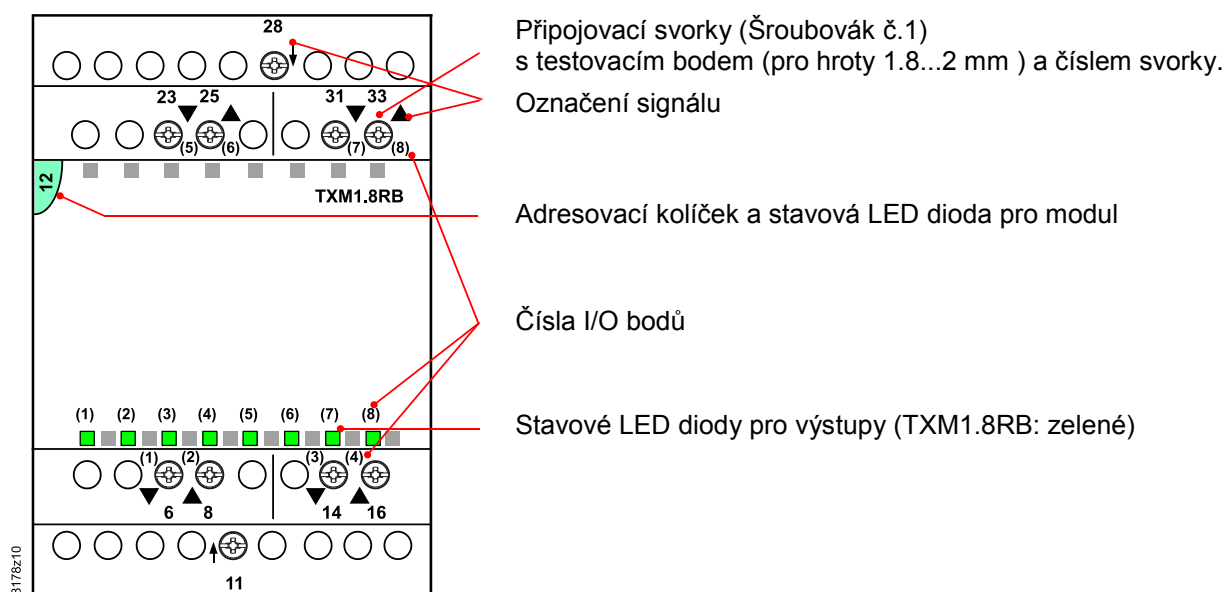 28
Připojovací svorky (Šroubovák č.1)
s testovacím bodem (pro hroty 1.8...2 mm ) a číslem svorky.
23 25 31 33
Označení signálu
(5) (6) (7) (8)
12
TXM1.8RB
Adresovací kolíček a stavová LED dioda pro modul
Čísla I/O bodů
(1) (2) (3) (4) (5) (6) (7) (8)
Stavové LED diody pro výstupy (TXM1.8RB: zelené)
(1) (2) (3) (4)
6 8 14 16
11
8178z10